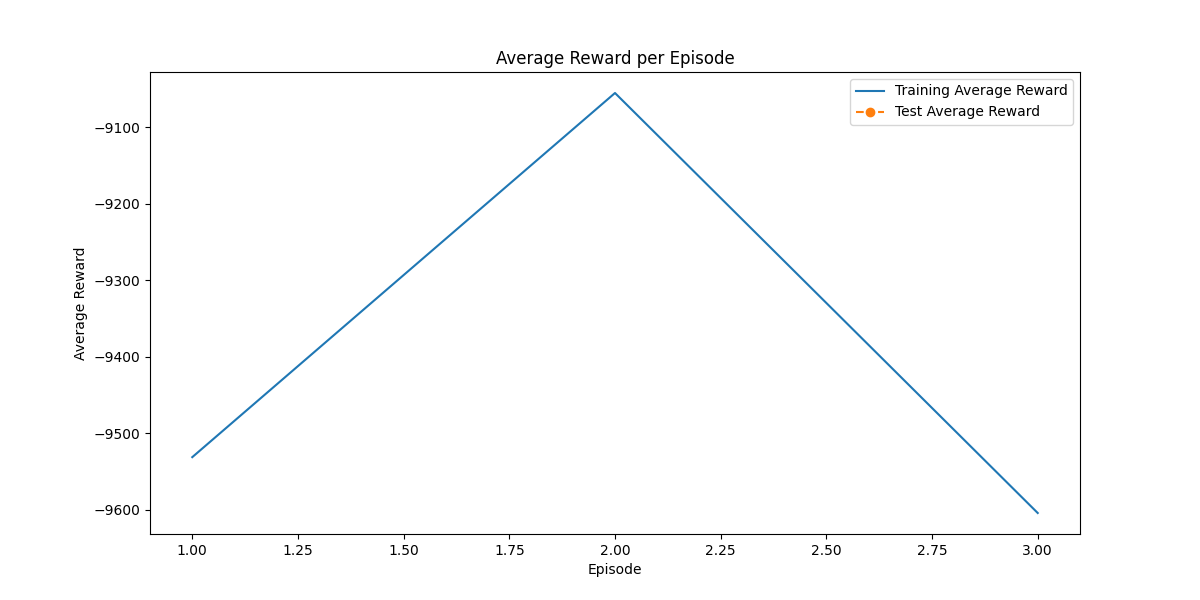 Average Reward per Episode
Training Average Reward
Test Average Reward
−9100
−9200
−9300
−9400
−9500
−9600
Average Reward
1.00 1.25 1.50 1.75 2.00 2.25 2.50 2.75 3.00
Episode